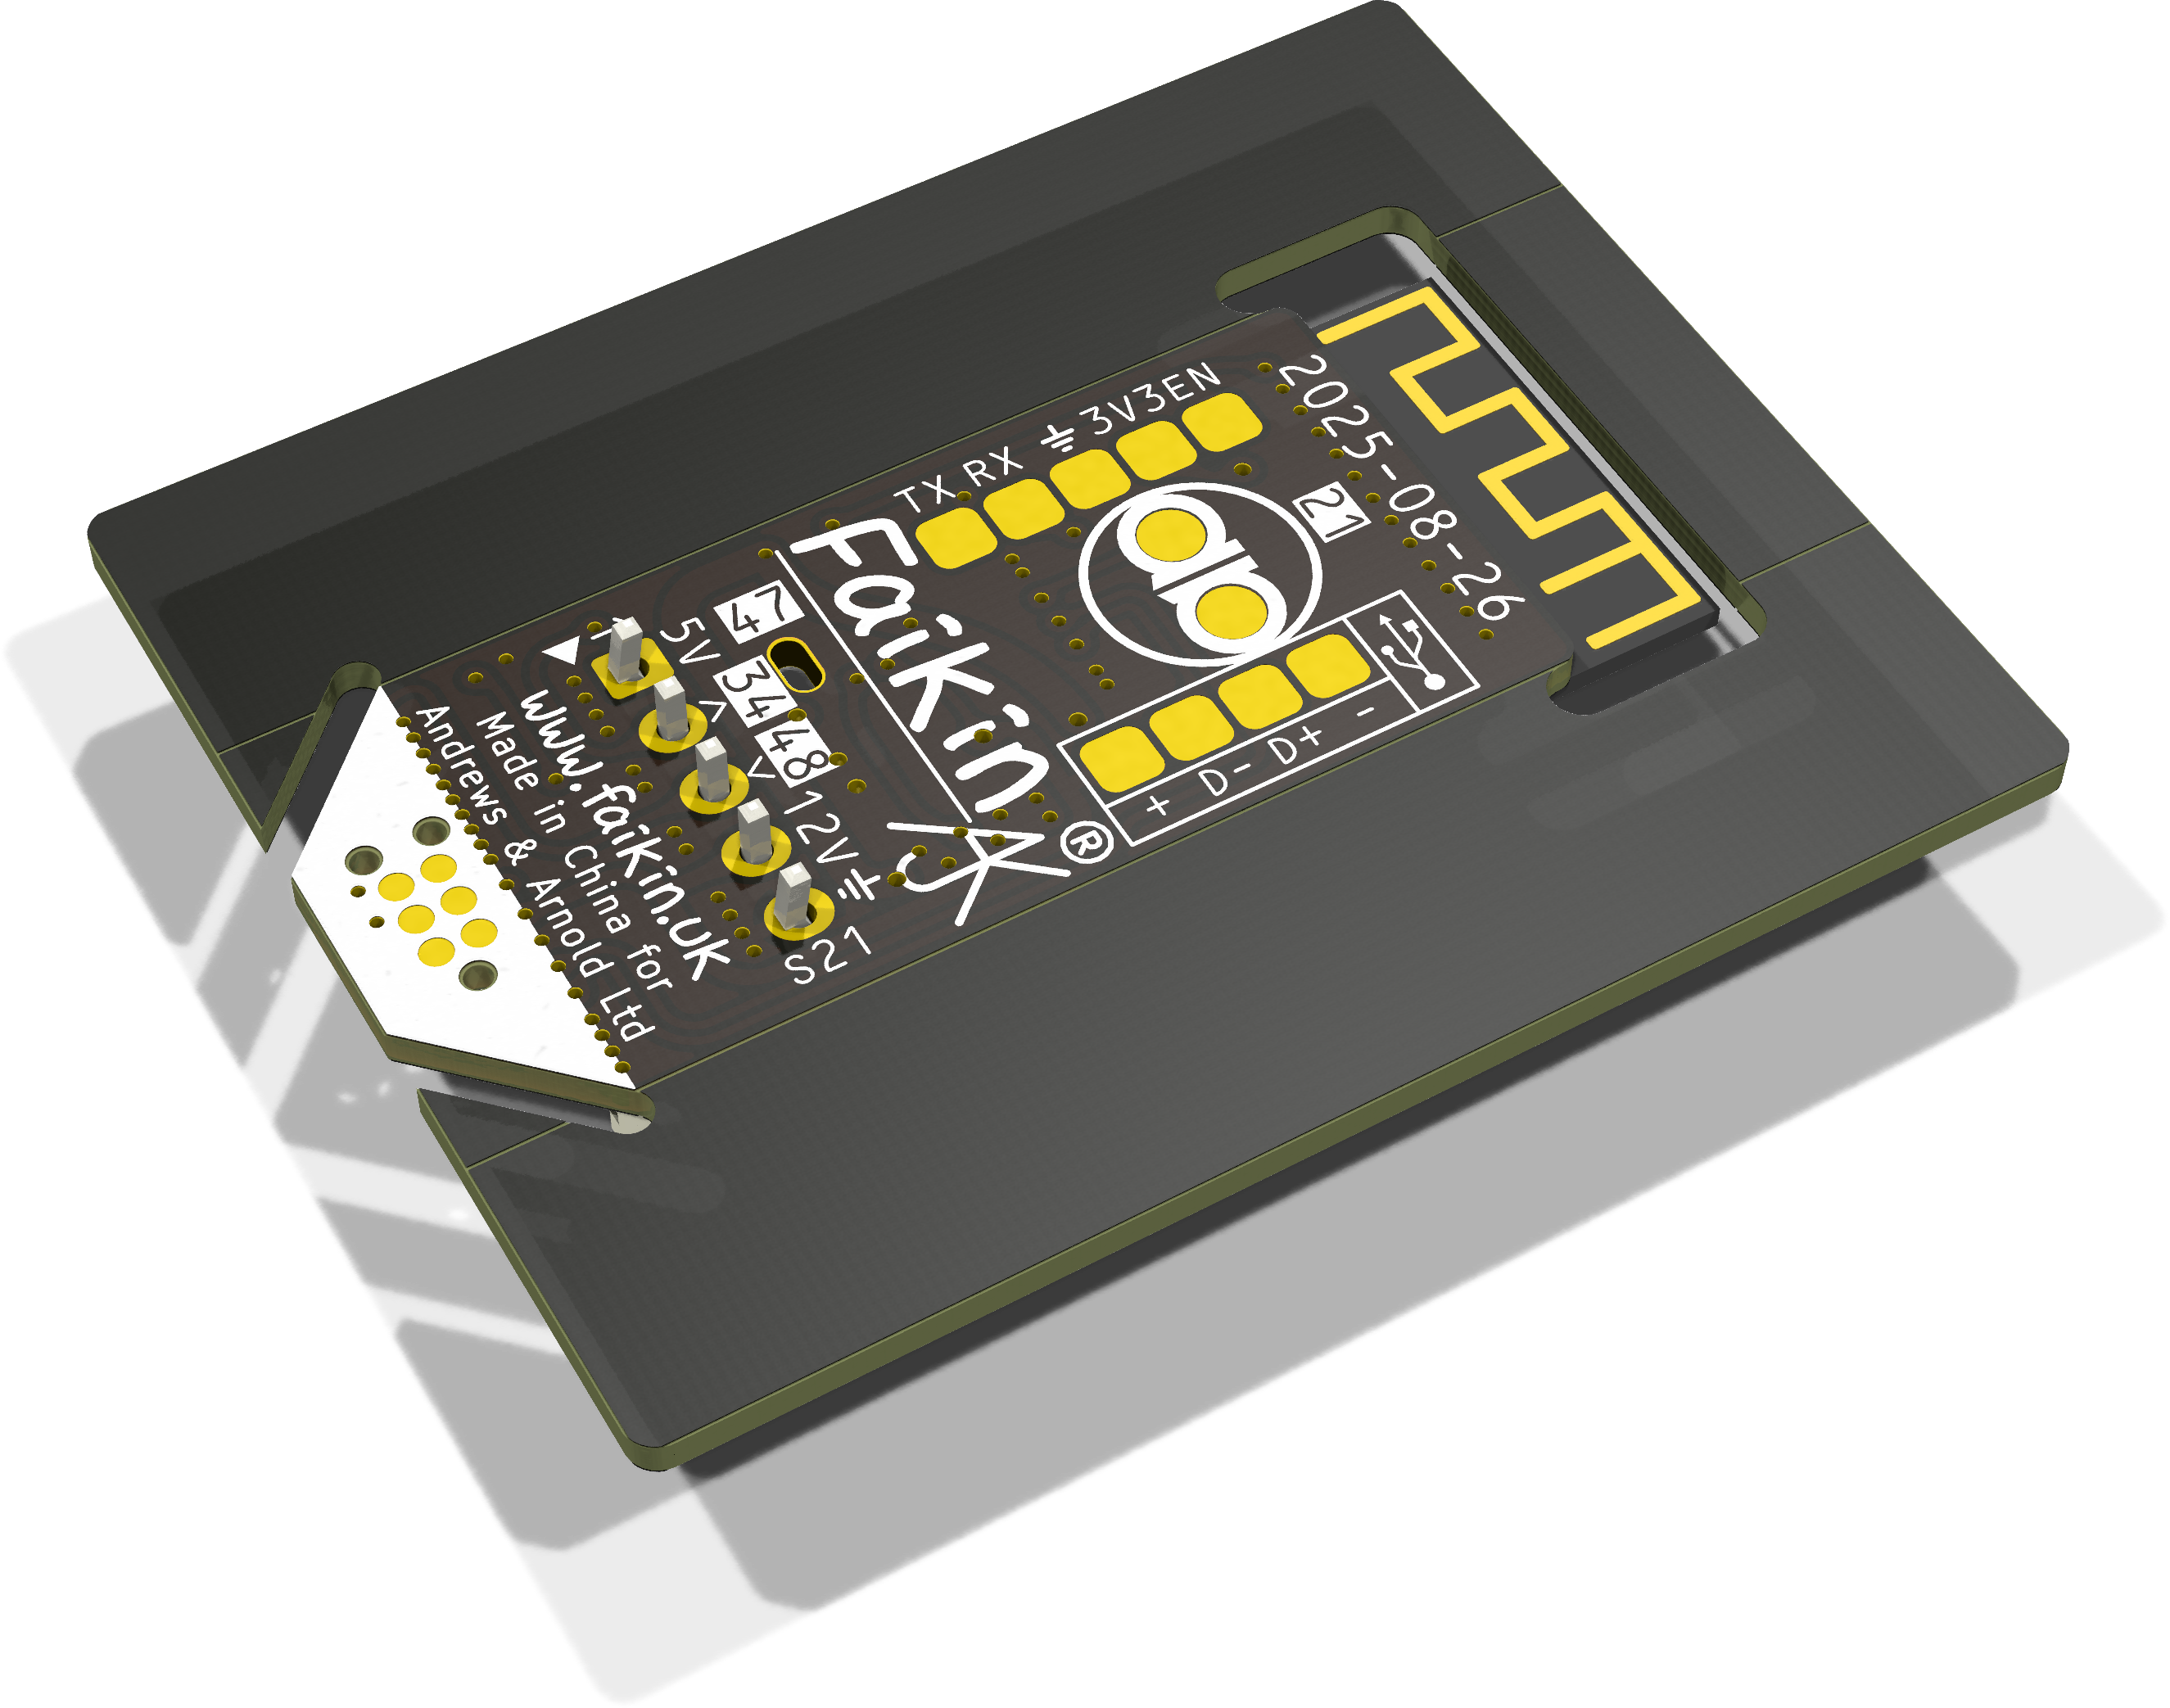 TX RX ⏚ 3V3 EN
2025-08-26
21
Faikin
®
+ D- D+ -
47
34
48
5V
>
<
12V
⏚
S21
www.faikin.uk
Made in China for
Andrews & Arnold Ltd